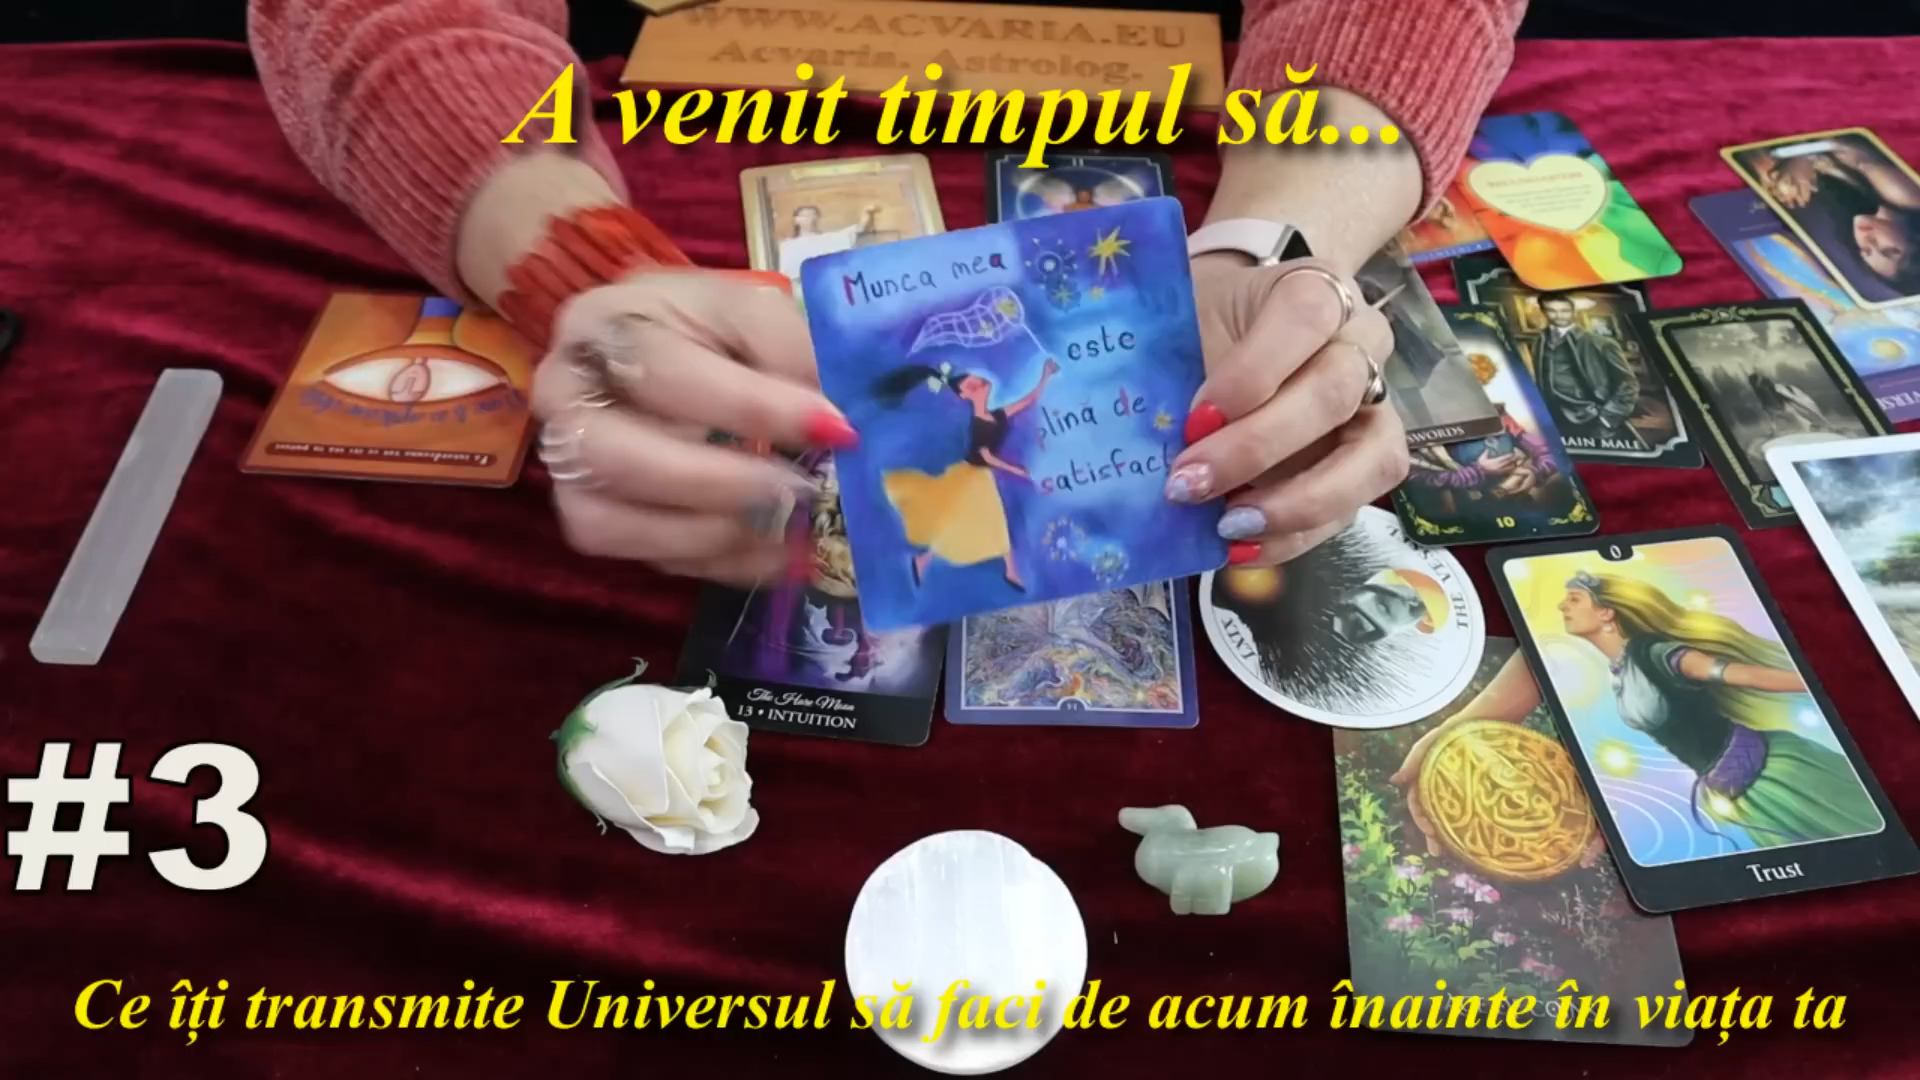 WWW.ACVARIA.EU
Acvaria. Astrolog.
A venit timpul să...
Munca mea
este
plină de
satisfacț
SWORDS
MAIN MALE
10
The Hare Moon
13 • INTUITION
0
Trust
#3
Ce îți transmite Universul să faci de acum înainte în viața ta